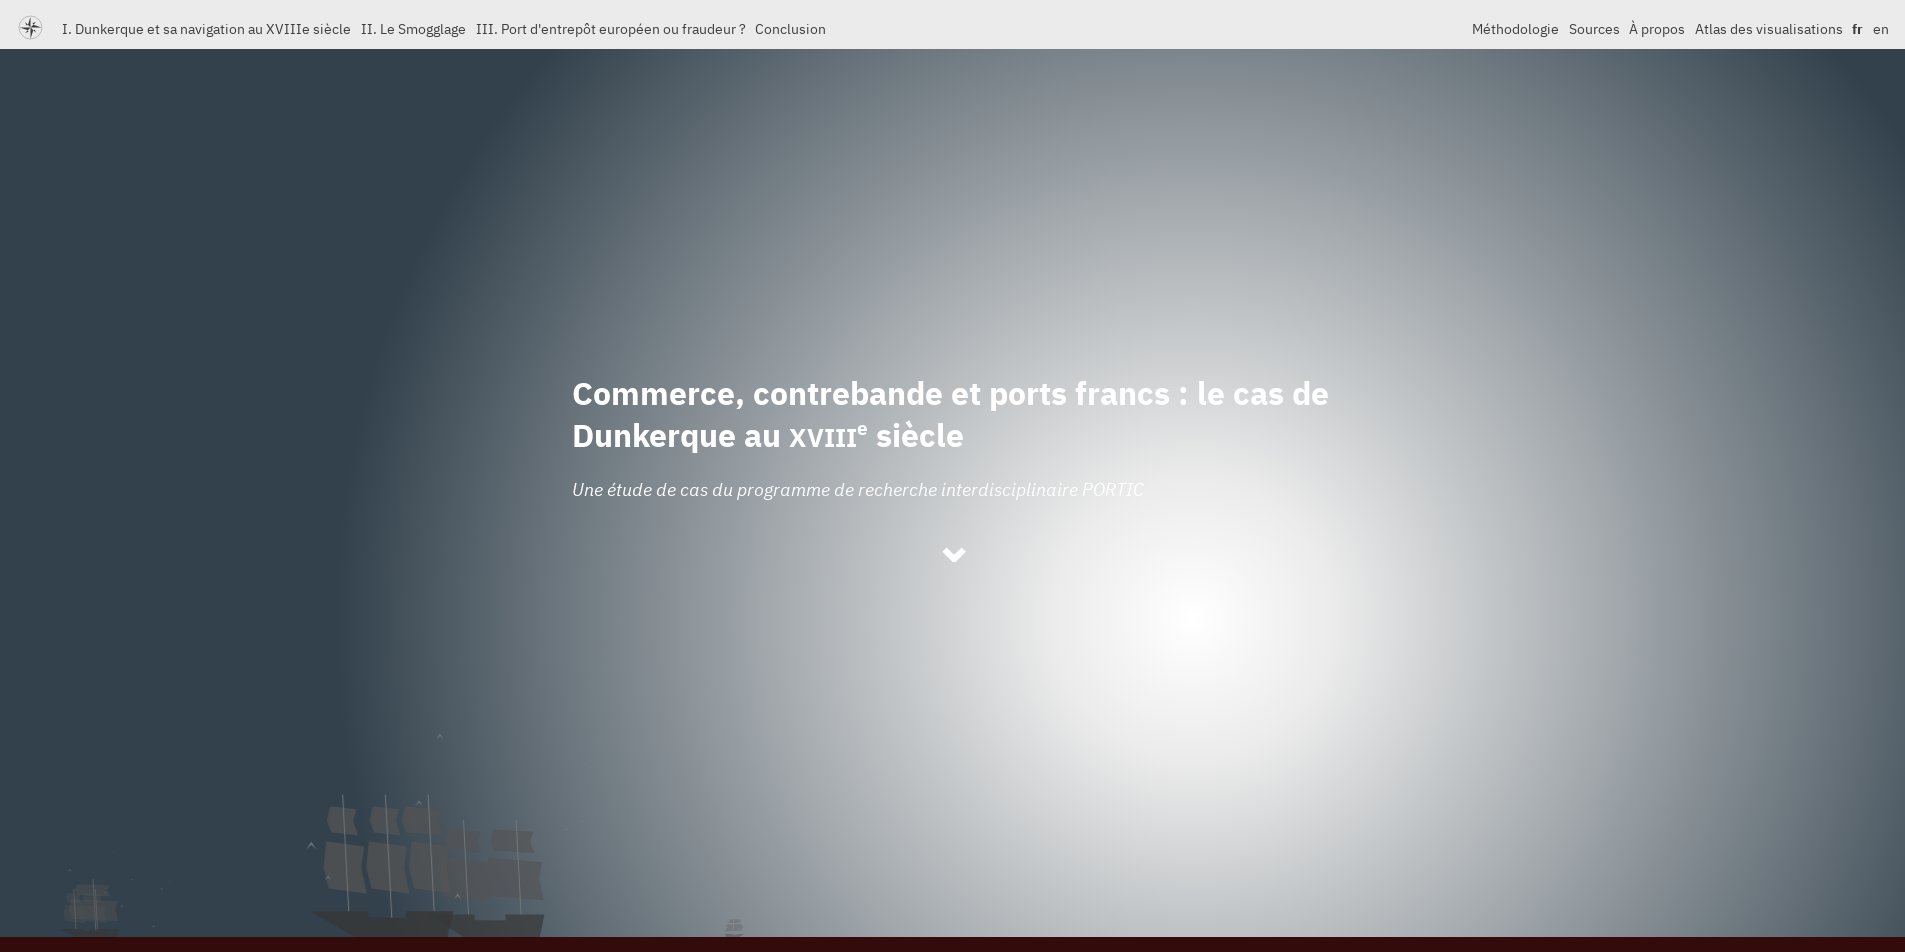 I. Dunkerque et sa navigation au XVIIIe siècle II. Le Smogglage III. Port d'entrepôt européen ou fraudeur ? Conclusion Méthodologie Sources À propos Atlas des visualisations fr en
Commerce, contrebande et ports francs : le cas de
Dunkerque au XVIIIe siècle
Une étude de cas du programme de recherche interdisciplinaire PORTIC